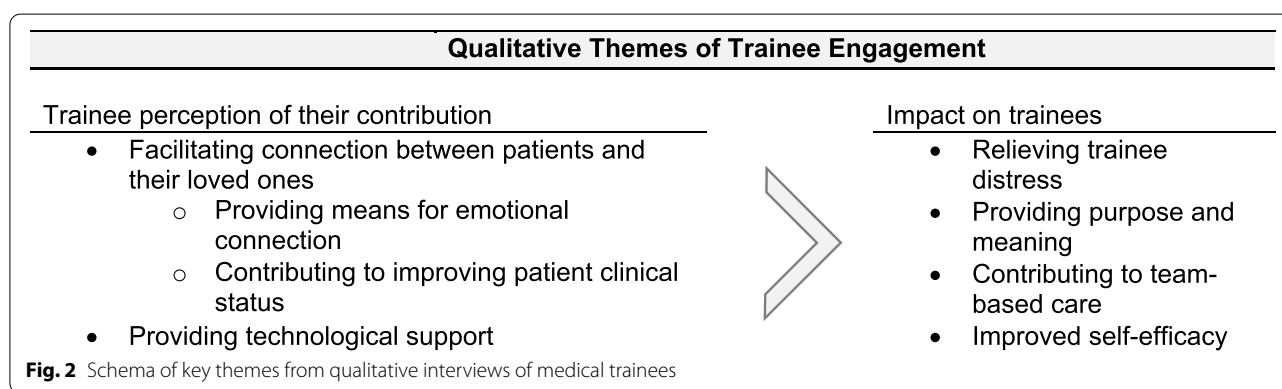 Qualitative Themes of Trainee Engagement
Trainee perception of their contribution
• Facilitating connection between patients and
their loved ones
o Providing means for emotional
connection
o Contributing to improving patient clinical
status
• Providing technological support
Impact on trainees
• Relieving trainee
distress
• Providing purpose and
meaning
• Contributing to team-
based care
• Improved self-efficacy
Fig. 2 Schema of key themes from qualitative interviews of medical trainees